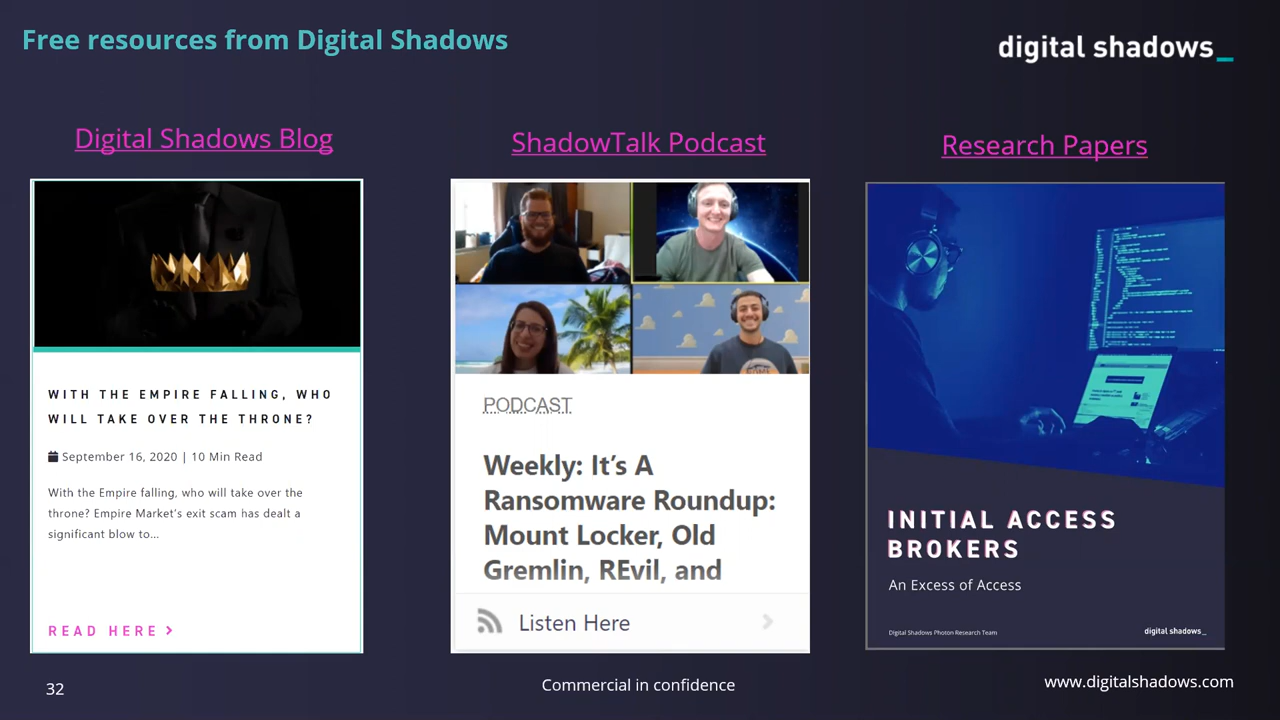 Free resources from Digital Shadows
digital shadows_
Digital Shadows Blog
WITH THE EMPIRE FALLING, WHO
WILL TAKE OVER THE THRONE?
September 16, 2020 | 10 Min Read
With the Empire falling, who will take over the
throne? Empire Market's exit scam has dealt a
significant blow to...
READ HERE >
ShadowTalk Podcast
PODCAST
Weekly: It’s A
Ransomware Roundup:
Mount Locker, Old
Gremlin, REvil, and
Listen Here
Research Papers
INITIAL ACCESS
BROKERS
An Excess of Access
Digital Shadows Photon Research Team
digital shadows_
32
Commercial in confidence
www.digitalshadows.com